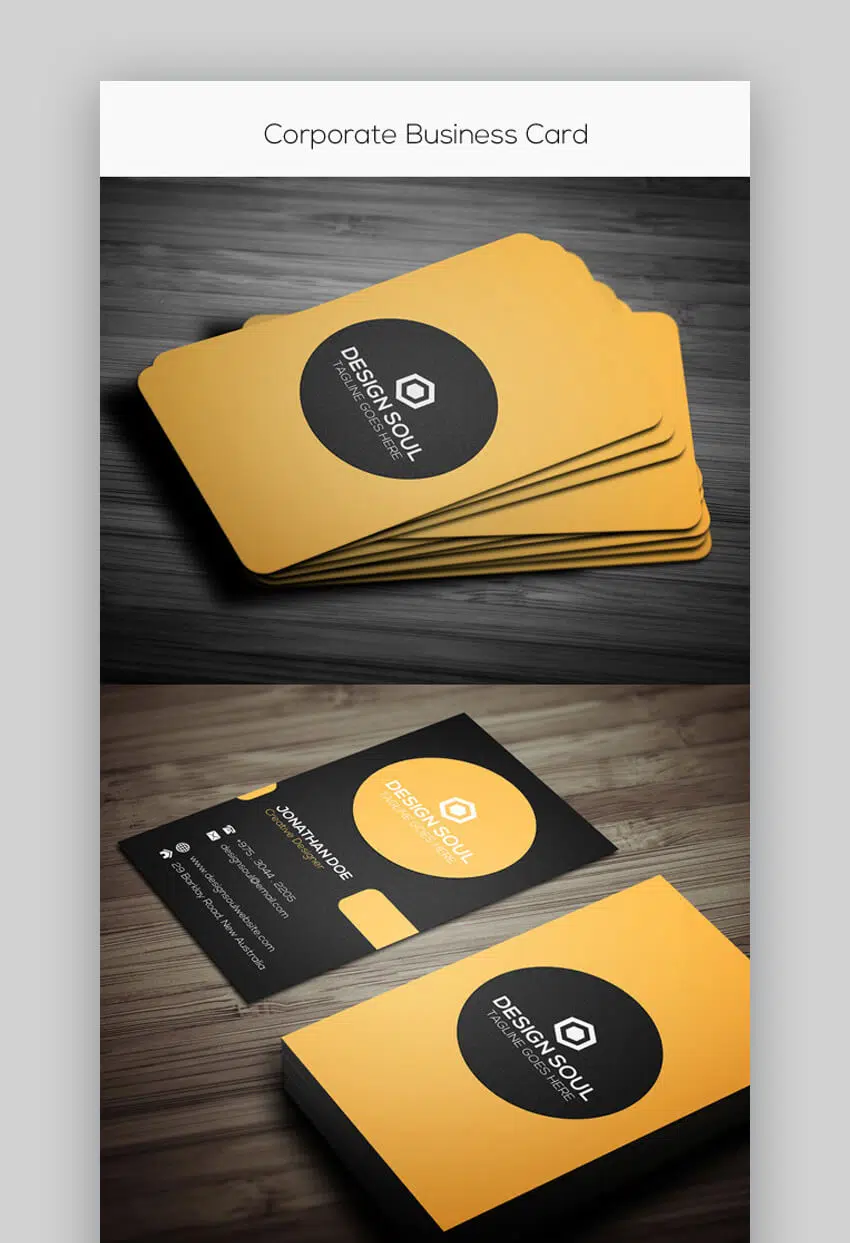 Corporate Business Card
DESIGN SOUL
TAGLINE GOES HERE
DESIGN SOUL
TAGLINE GOES HERE
JONATHAN DOE
Creative Designer
+975 . 3044 . 2205
designsoul@email.com
www.designsoulwebsite.com
29 Barklay Road, New Australia
DESIGN SOUL
TAGLINE GOES HERE